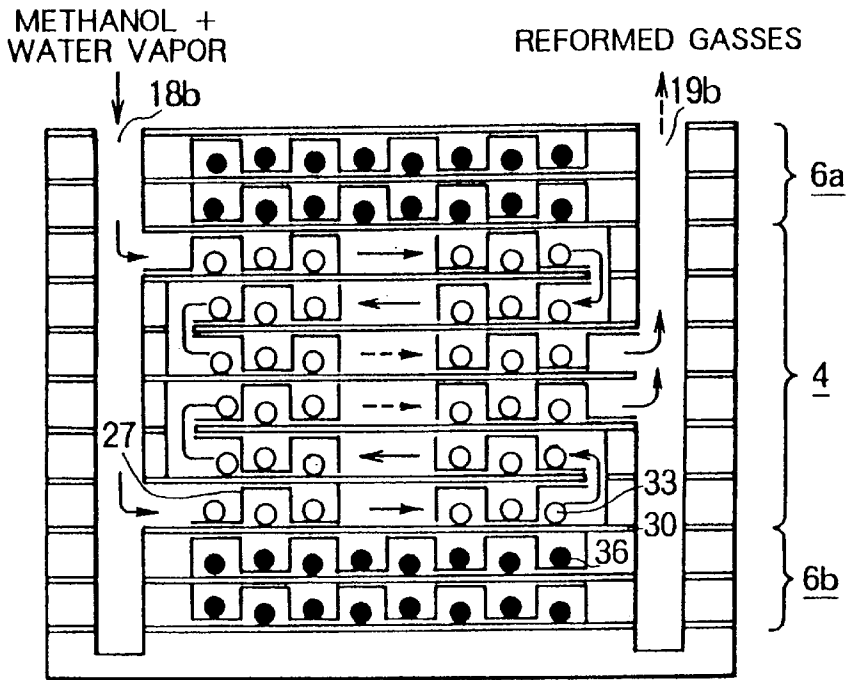 METHANOL +
WATER VAPOR
REFORMED GASSES
18b
19b
6a
4
27
33
30
36
6b